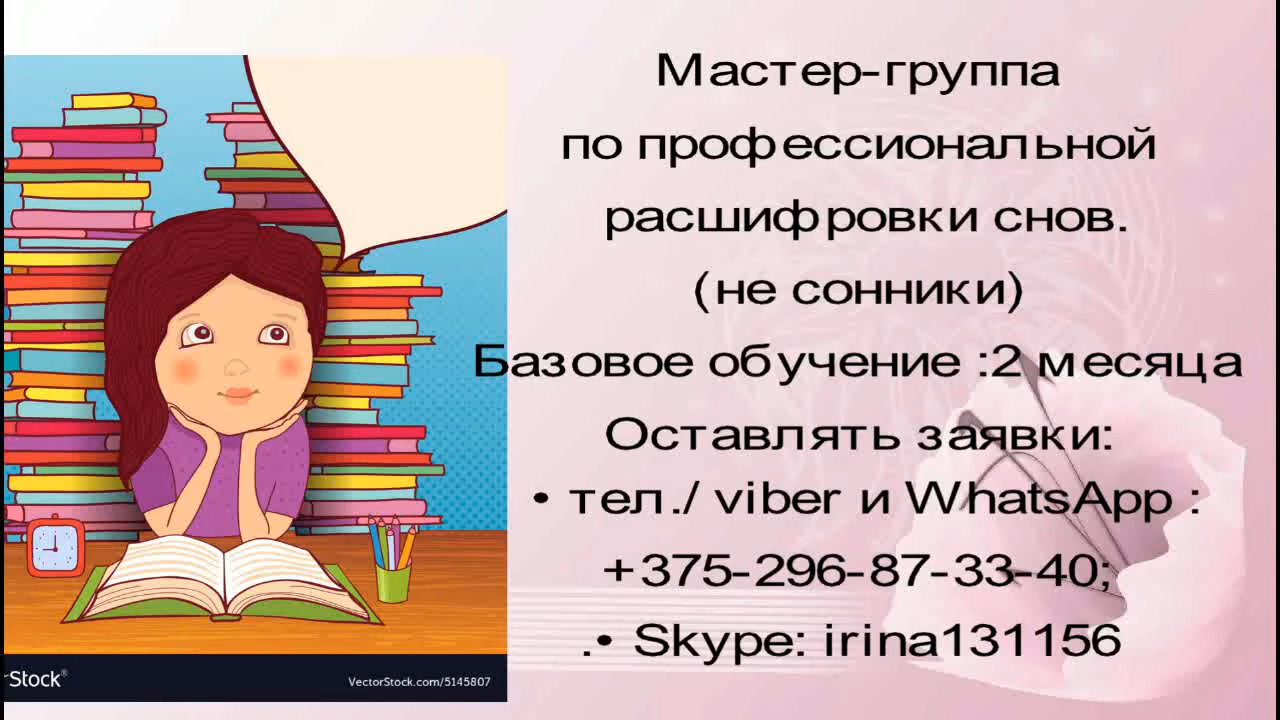 Мастер-группа
по профессиональной
расшифровки снов.
(не сонники)
Базовое обучение :2 месяца
Оставлять заявки:
• тел./ viber и WhatsApp :
+375-296-87-33-40;
.• Skype: irina131156
Stock®
VectorStock.com/5145807